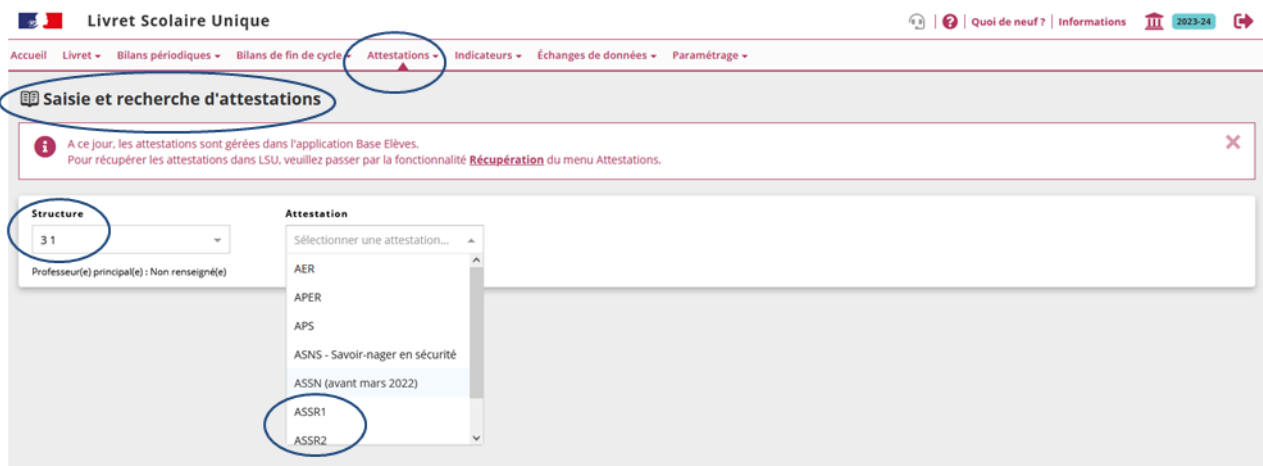 Livret Scolaire Unique
Quoi de neuf ? Informations 2023-24
Accueil Livret Bilans périodiques Bilans de fin de cycle Attestations Indicateurs Échanges de données Paramétrage
Saisie et recherche d'attestations
A ce jour, les attestations sont gérées dans l'application Base Elèves.
Pour récupérer les attestations dans LSU, veuillez passer par la fonctionnalité Récupération du menu Attestations.
Structure Attestation
3 1 Sélectionner une attestation...
Professeur(e) principal(e) : Non renseigné(e)
AER
APER
APS
ASNS - Savoir-nager en sécurité
ASSN (avant mars 2022)
ASSR1
ASSR2